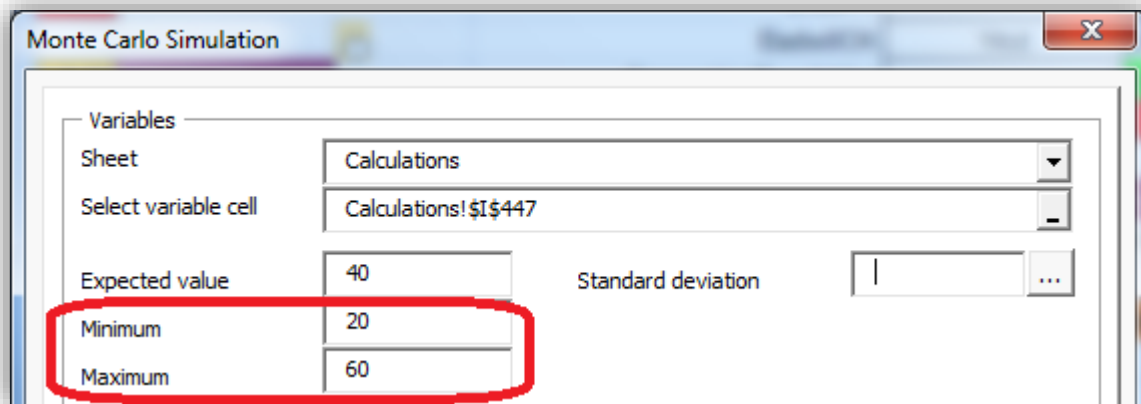 Monte Carlo Simulation
Variables
Sheet Calculations
Select variable cell Calculations!$I$447
Expected value 40 Standard deviation ...
Minimum 20
Maximum 60